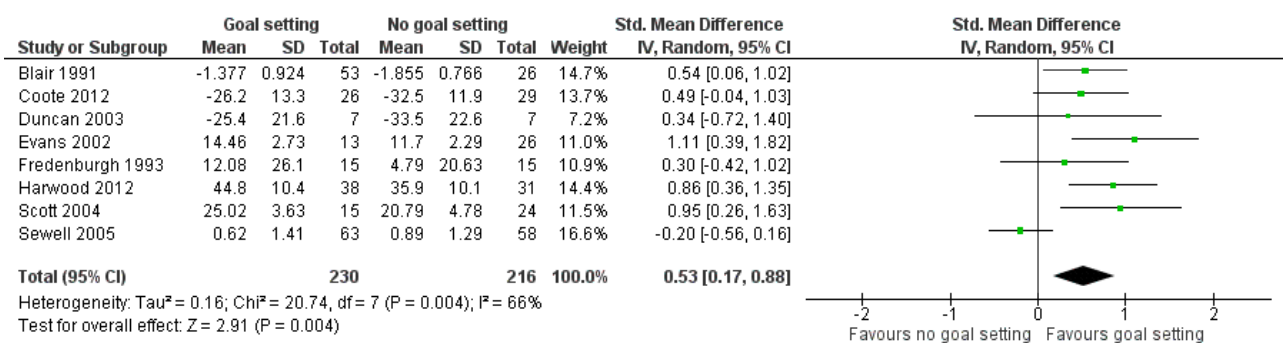 Goal setting No goal setting Std. Mean Difference Std. Mean Difference
Study or Subgroup Mean SD Total Mean SD Total Weight IV, Random, 95% CI IV, Random, 95% CI
Blair 1991 -1.377 0.924 53 -1.855 0.766 26 14.7% 0.54 [0.06, 1.02]
Coote 2012 -26.2 13.3 26 -32.5 11.9 29 13.7% 0.49 [-0.04, 1.03]
Duncan 2003 -25.4 21.6 7 -33.5 22.6 7 7.2% 0.34 [-0.72, 1.40]
Evans 2002 14.46 2.73 13 11.7 2.29 26 11.0% 1.11 [0.39, 1.82]
Fredenburgh 1993 12.08 26.1 15 4.79 20.63 15 10.9% 0.30 [-0.42, 1.02]
Harwood 2012 44.8 10.4 38 35.9 10.1 31 14.4% 0.86 [0.36, 1.35]
Scott 2004 25.02 3.63 15 20.79 4.78 24 11.5% 0.95 [0.26, 1.63]
Sewell 2005 0.62 1.41 63 0.89 1.29 58 16.6% -0.20 [-0.56, 0.16]
Total (95% CI) 230 216 100.0% 0.53 [0.17, 0.88]
Heterogeneity: Tau² = 0.16; Chi² = 20.74, df = 7 (P = 0.004); I² = 66%
Test for overall effect: Z = 2.91 (P = 0.004)
-2 -1 0 1 2
Favours no goal setting Favours goal setting